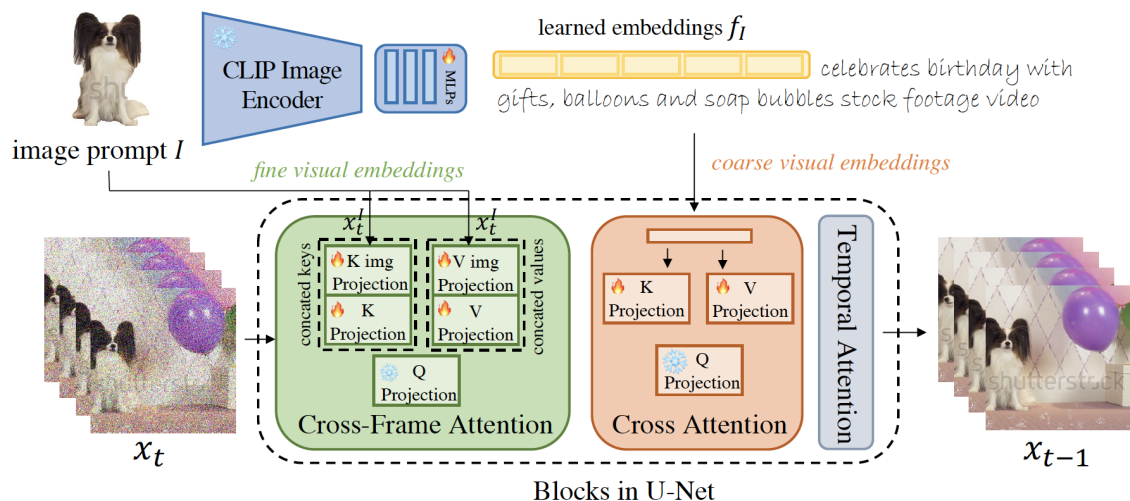 learned embeddings f_I
CLIP Image
Encoder
MLPs
celebrates birthday with
gifts, balloons and soap bubbles stock footage video
image prompt I
fine visual embeddings
coarse visual embeddings
x_t^I
x_t^I
concated keys
K img
Projection
K
Projection
V img
Projection
V
Projection
concated values
Q
Projection
Cross-Frame Attention
K
Projection
V
Projection
Q
Projection
Cross Attention
Temporal Attention
shutterstock
x_t
x_{t-1}
Blocks in U-Net